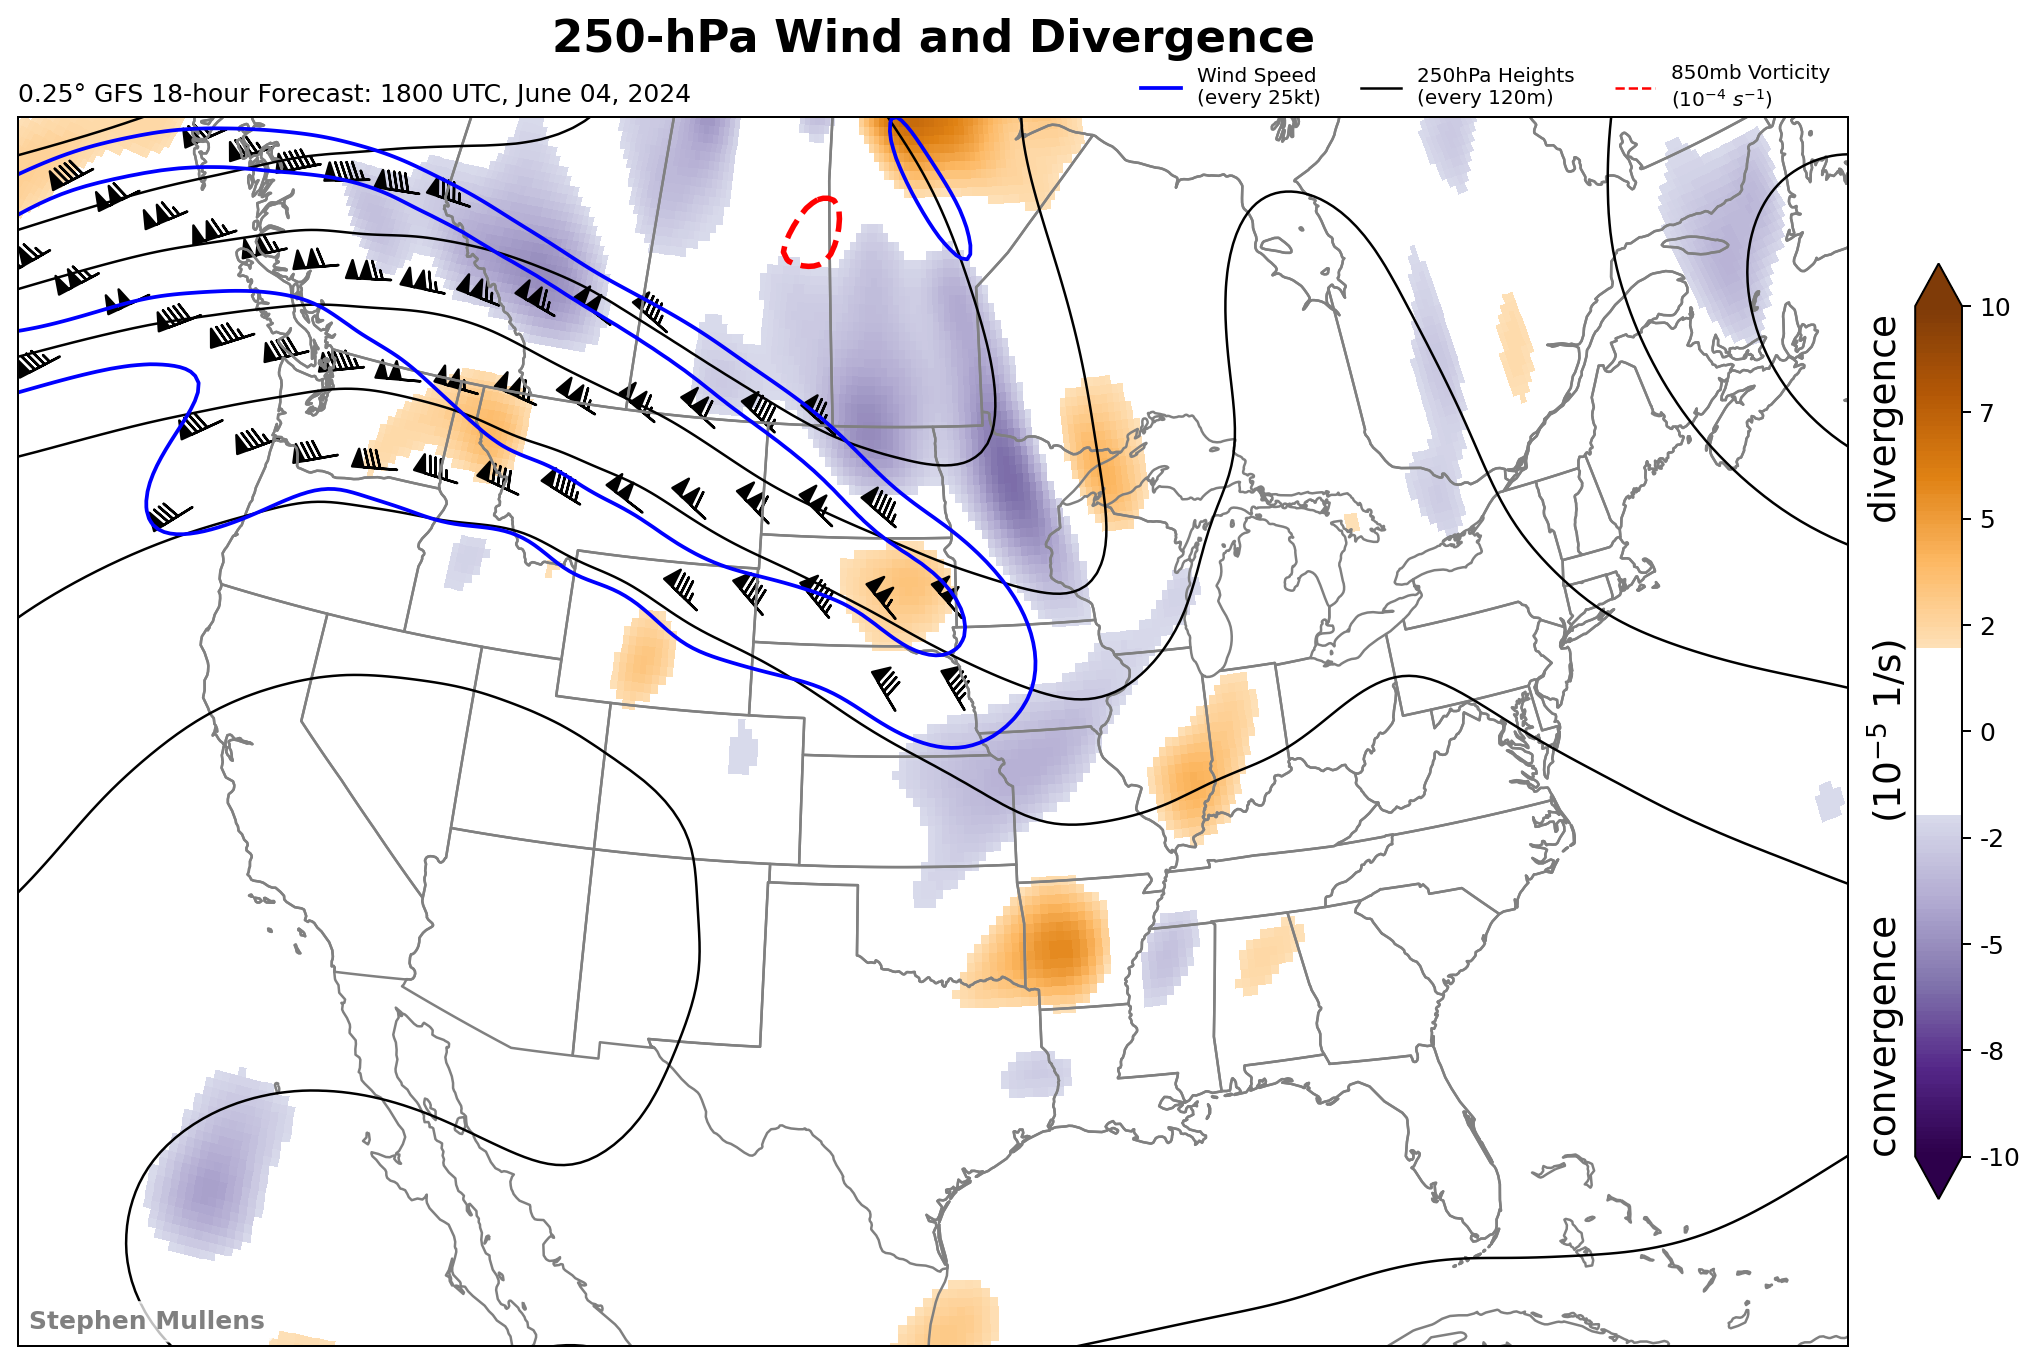 250-hPa Wind and Divergence
0.25° GFS 18-hour Forecast: 1800 UTC, June 04, 2024
Wind Speed
(every 25kt)
250hPa Heights
(every 120m)
850mb Vorticity
(10⁻⁴ s⁻¹)
10
7
5
2
0
-2
-5
-8
-10
convergence (10⁻⁵ 1/s) divergence
Stephen Mullens